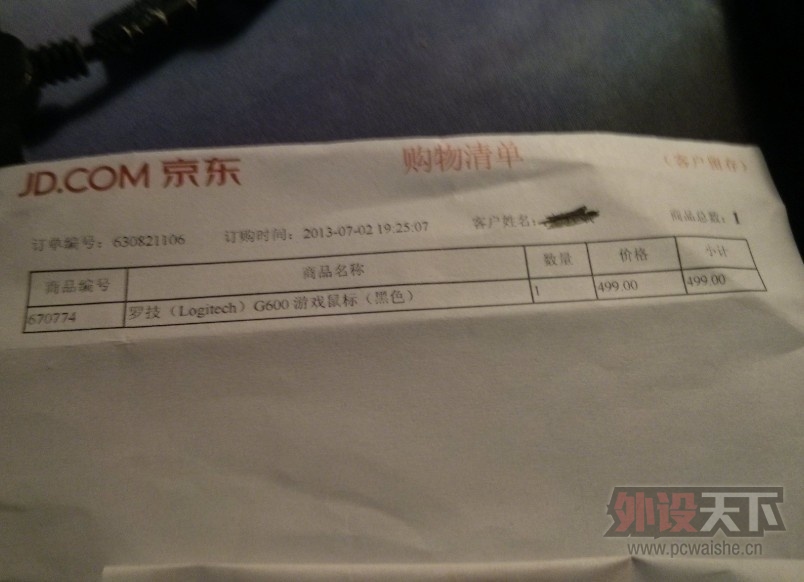 JD.COM 京东 购物清单 (客户留存)
订单编号：630821106 订购时间：2013-07-02 19:25:07 客户姓名： 商品总数：1
商品编号 商品名称 数量 价格 小计
670774 罗技（Logitech）G600 游戏鼠标（黑色） 1 499.00 499.00
外设天下
www.pcwaishe.cn